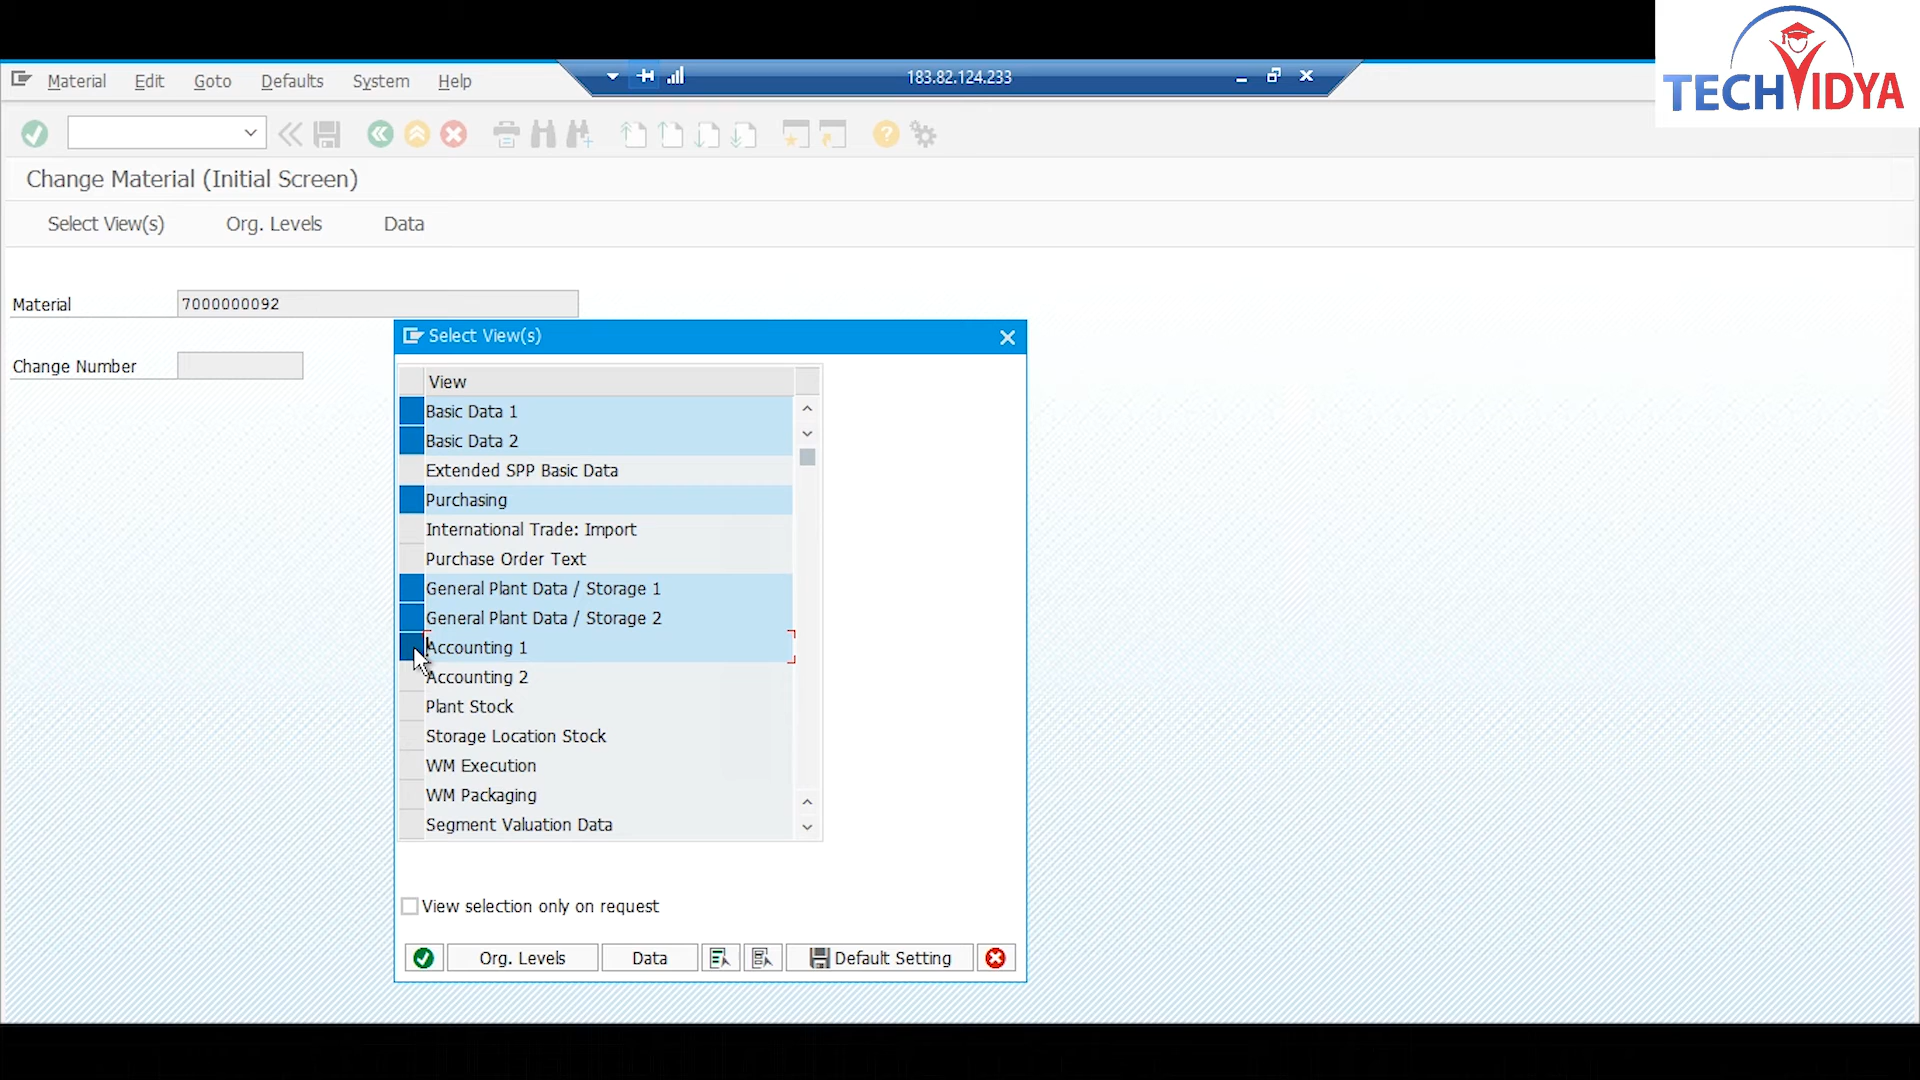 TECHVIDYA
Material Edit Goto Defaults System Help
183.82.124.233
Change Material (Initial Screen)
Select View(s) Org. Levels Data
Material 7000000092
Change Number
Select View(s)
View
Basic Data 1
Basic Data 2
Extended SPP Basic Data
Purchasing
International Trade: Import
Purchase Order Text
General Plant Data / Storage 1
General Plant Data / Storage 2
Accounting 1
Accounting 2
Plant Stock
Storage Location Stock
WM Execution
WM Packaging
Segment Valuation Data
View selection only on request
Org. Levels Data Default Setting